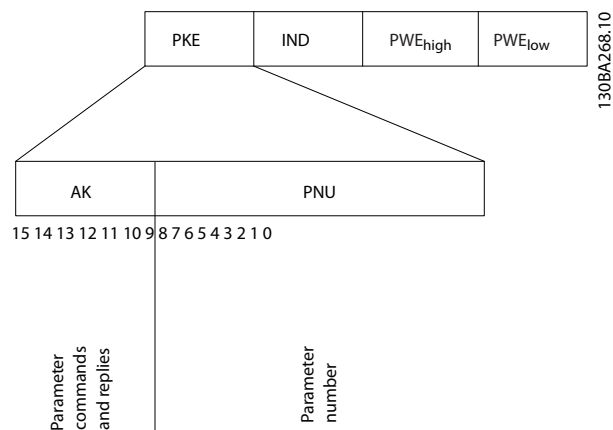 PKE IND PWEhigh PWElow
130BA268.10
AK PNU
15 14 13 12 11 10 9 8 7 6 5 4 3 2 1 0
Parameter
commands
and replies
Parameter
number